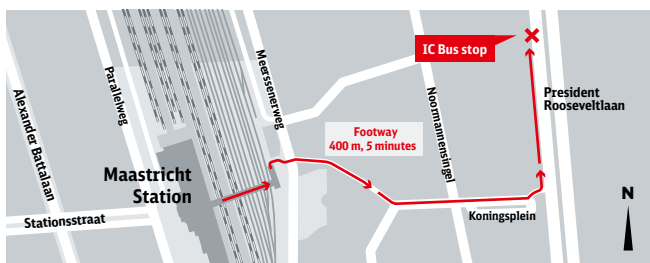 IC Bus stop
President
Rooseveltlaan
Meerssenerweg
Parallelweg
Alexander Battalaan
Noormannensingel
Footway
400 m, 5 minutes
Maastricht
Station
Stationsstraat
Koningsplein
N